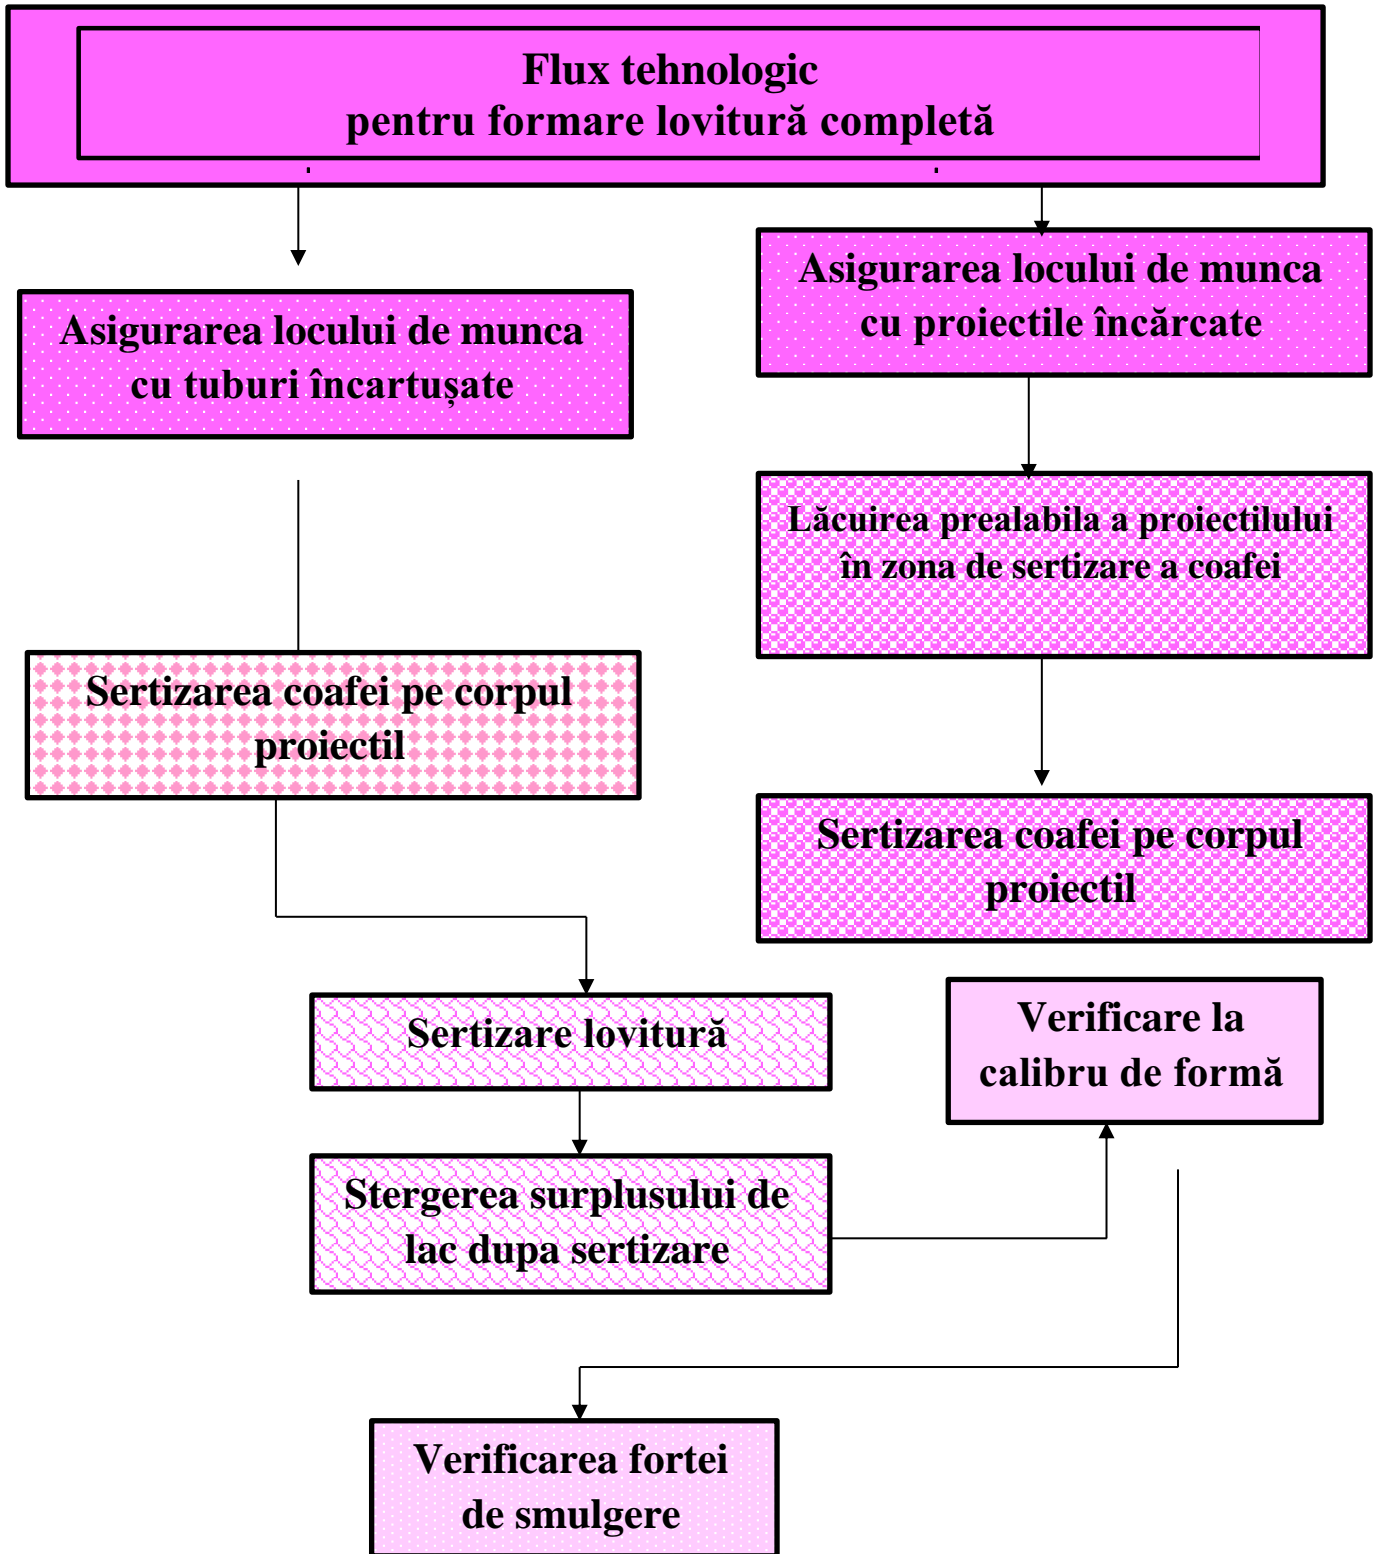 Flux tehnologic
pentru formare lovitură completă
Asigurarea locului de munca
cu tuburi încartușate
Asigurarea locului de munca
cu proiectile încărcate
Lăcuirea prealabila a proiectilului
în zona de sertizare a coafei
Sertizarea coafei pe corpul
proiectil
Sertizarea coafei pe corpul
proiectil
Sertizare lovitură
Verificare la
calibru de formă
Stergerea surplusului de
lac dupa sertizare
Verificarea fortei
de smulgere